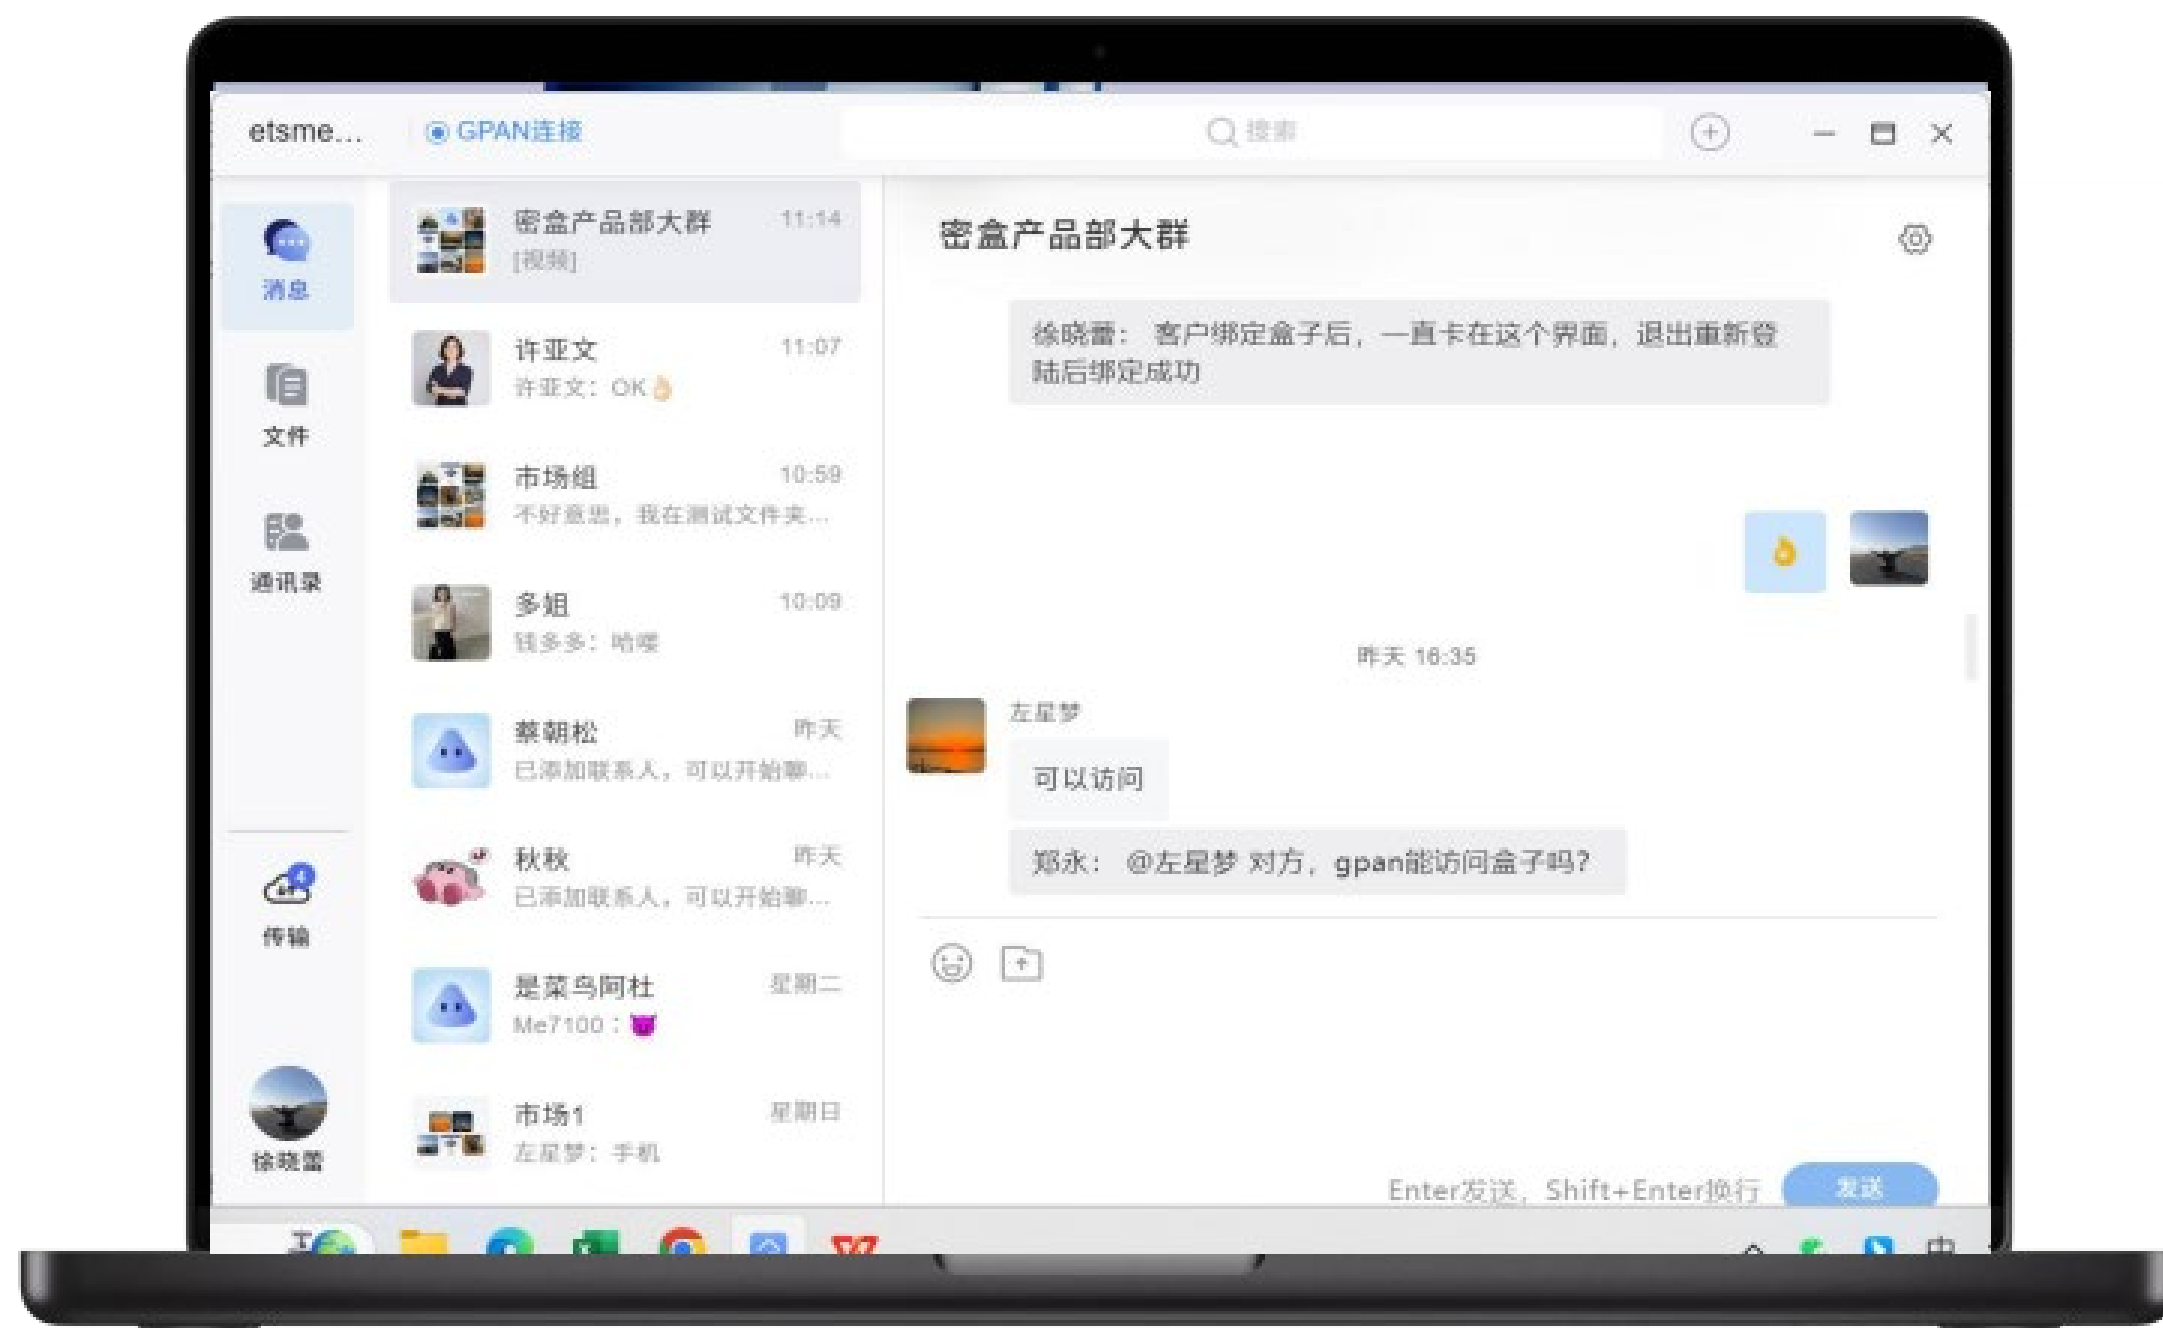 etsme...
GPAN连接
搜索
消息
文件
通讯录
4
传输
徐晓蕾
密盒产品部大群 11:14
[视频]
许亚文 11:07
许亚文：OK👌
市场组 10:59
不好意思，我在测试文件夹...
多姐 10:09
钱多多：哈喽
蔡朝松 昨天
已添加联系人，可以开始聊...
秋秋 昨天
已添加联系人，可以开始聊...
是菜鸟阿杜 星期二
Me7100：😈
市场1 星期日
左星梦：手机
密盒产品部大群
徐晓蕾： 客户绑定盒子后，一直卡在这个界面，退出重新登
陆后绑定成功
👌
昨天 16:35
左星梦
可以访问
郑永： @左星梦 对方，gpan能访问盒子吗？
Enter发送，Shift+Enter换行
发送
中